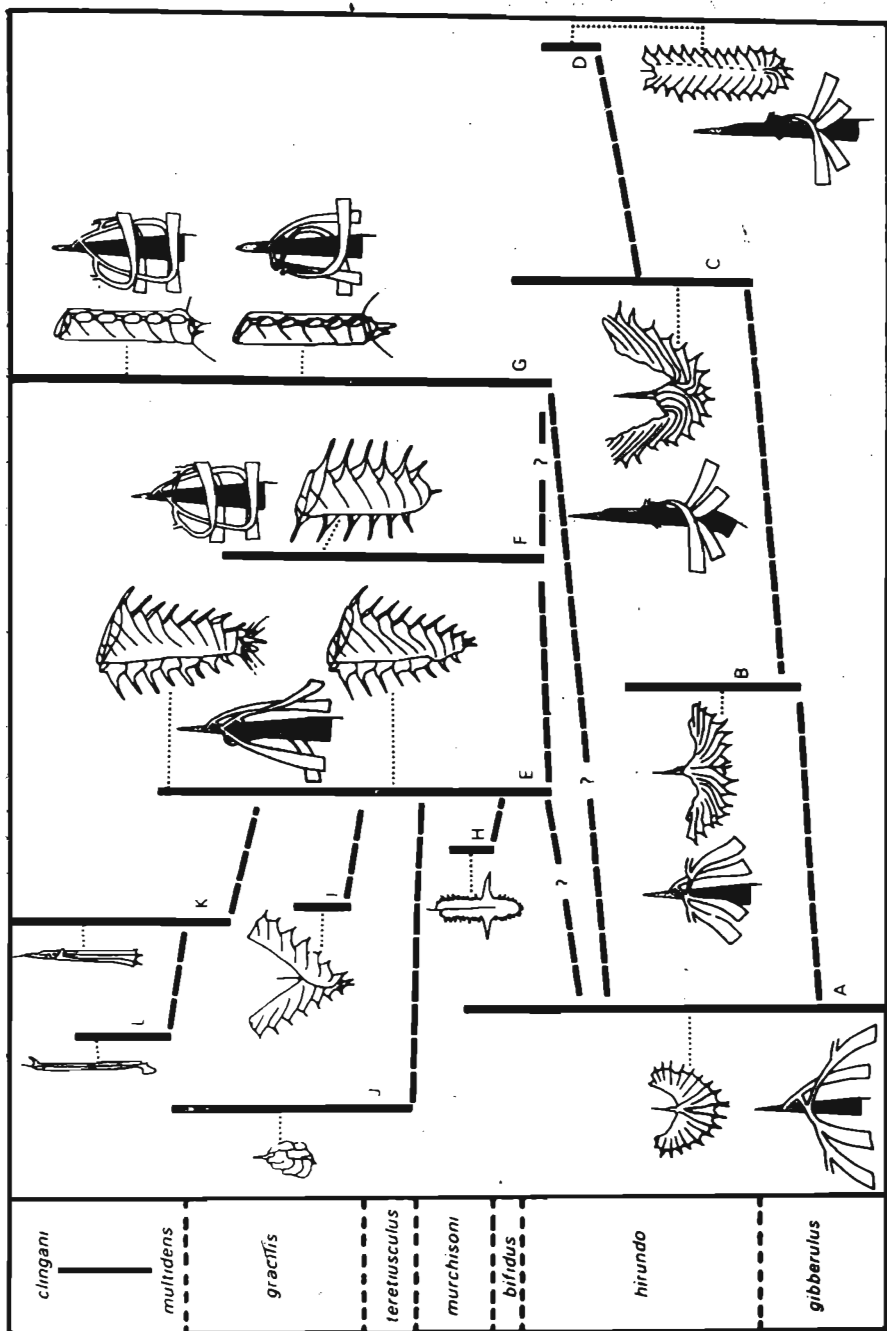 clingani
multidens
gracilis
teretiusculus
murchisoni
bifidus
hirundo
gibberulus
L
K
J
I
H
E
F
G
?
?
?
A
B
C
D